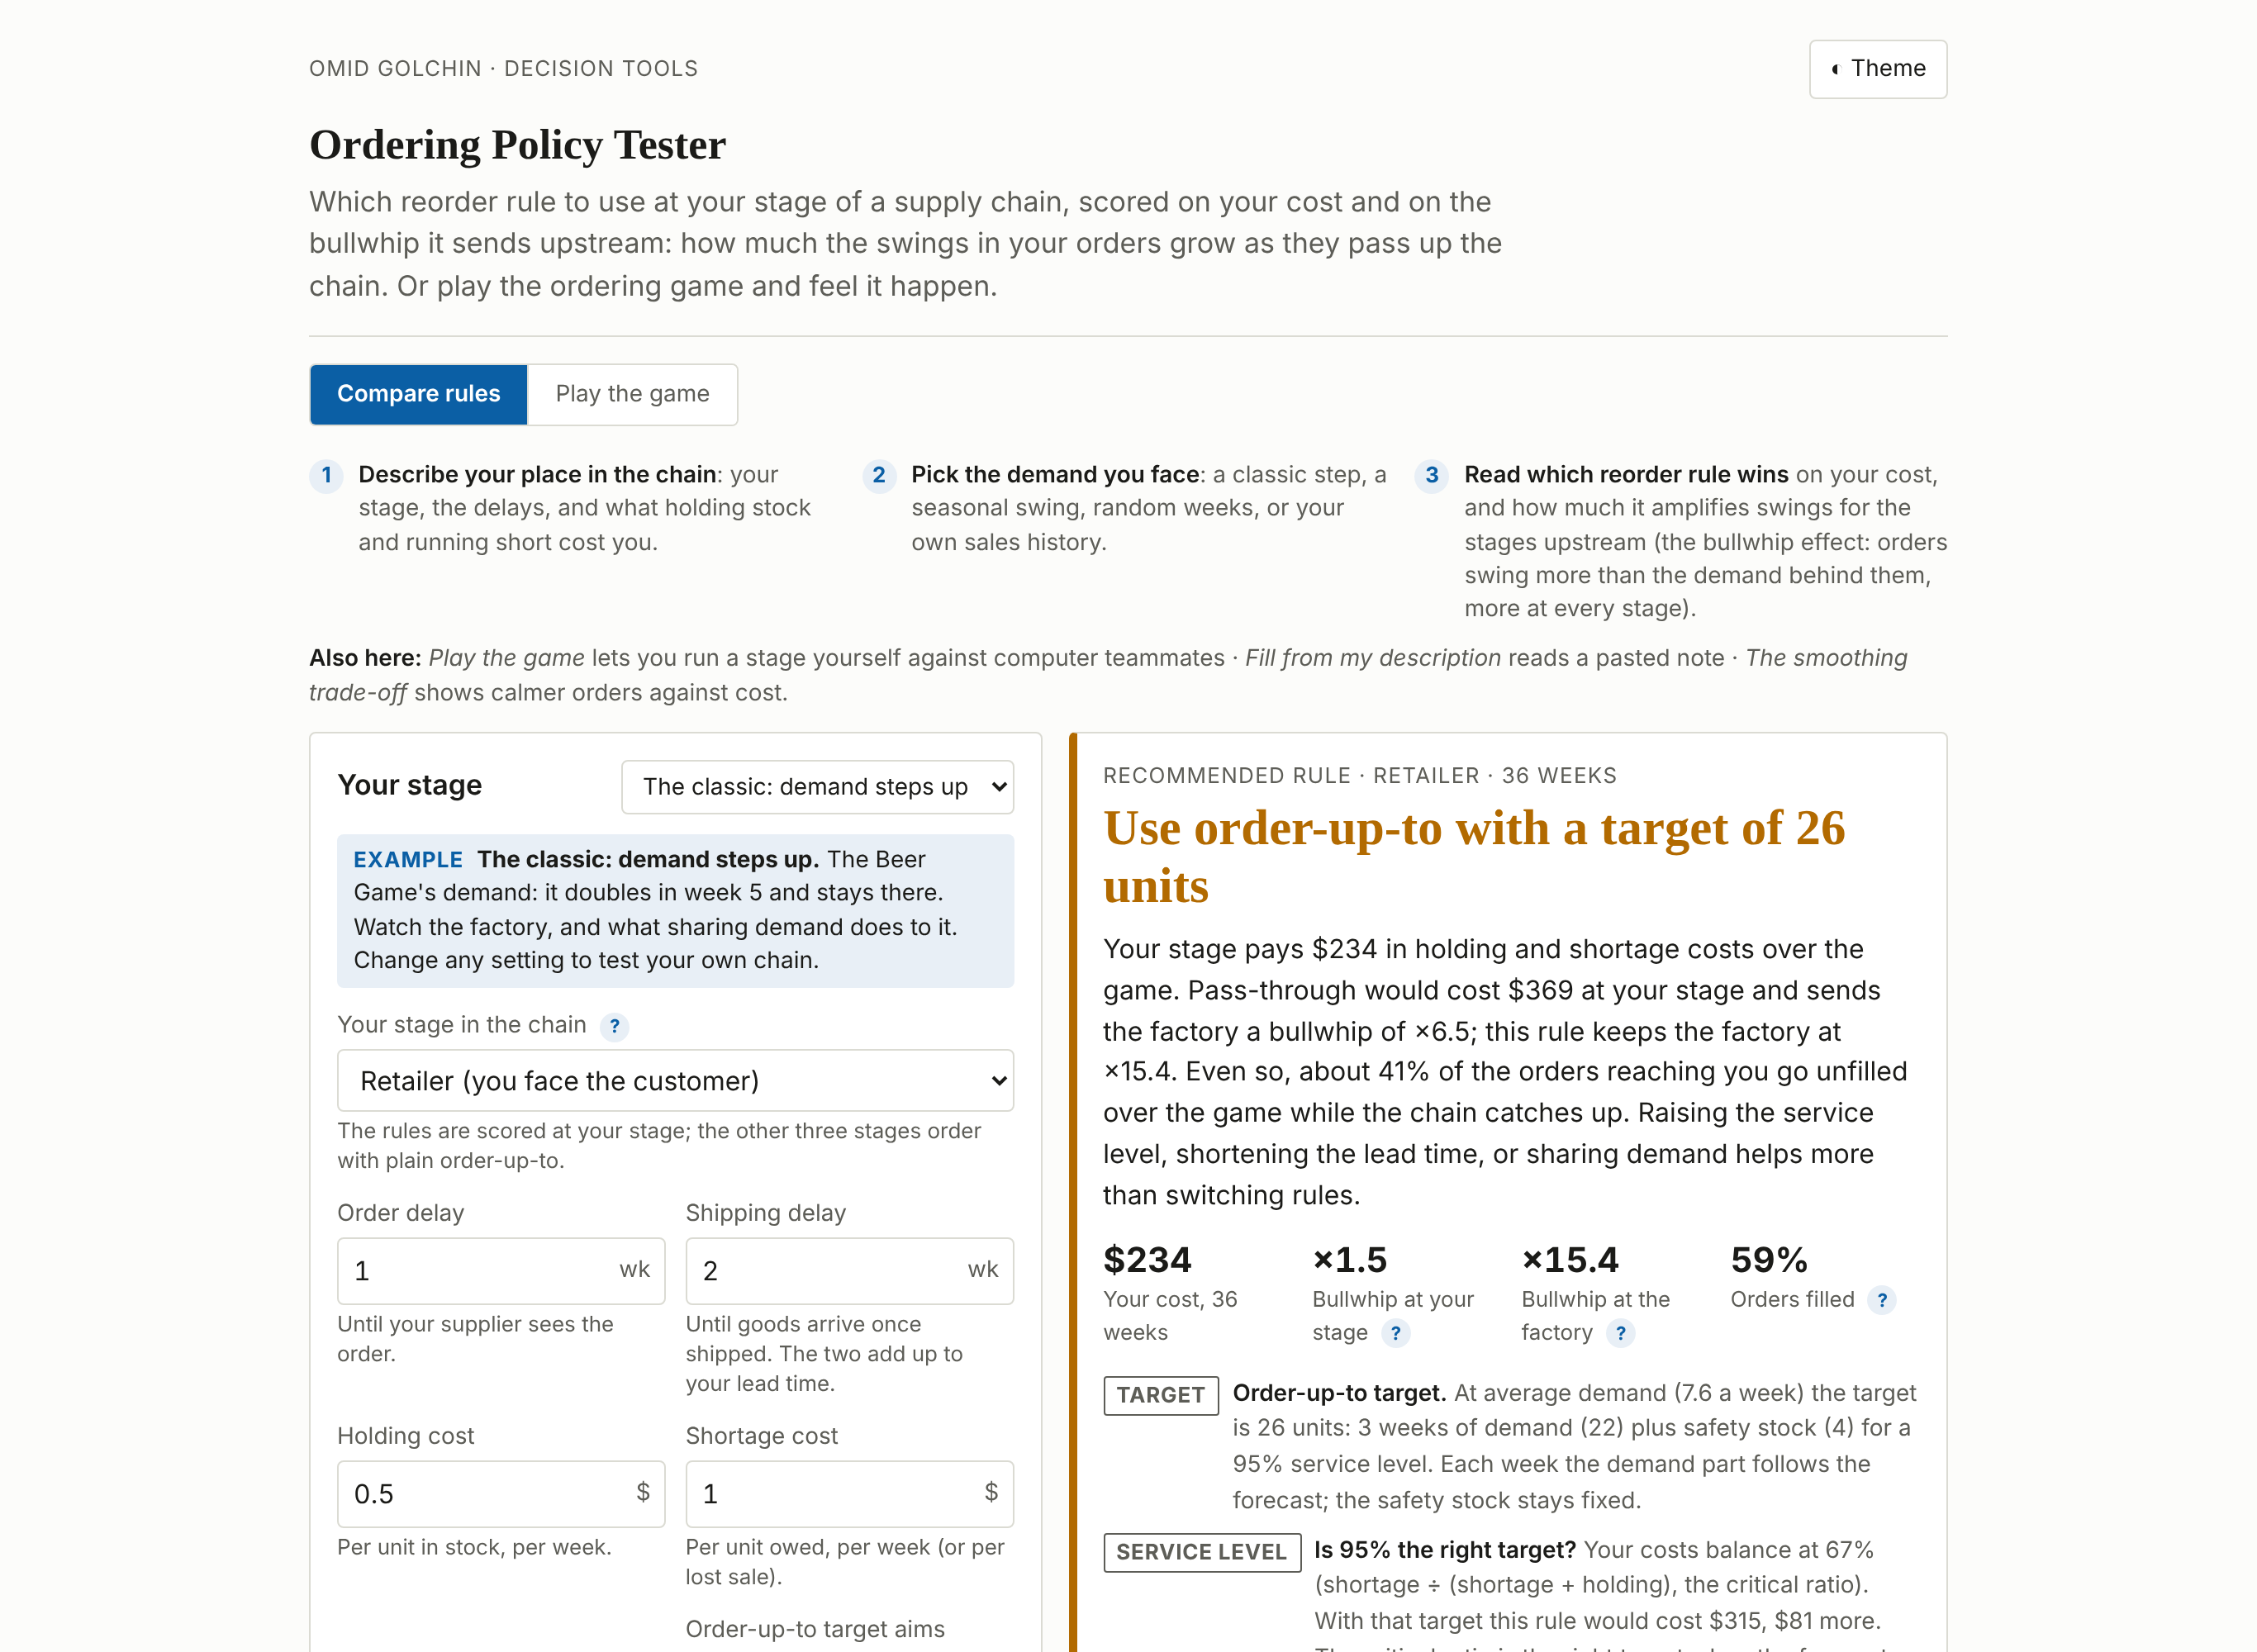 OMID GOLCHIN · DECISION TOOLS
Theme
Ordering Policy Tester
Which reorder rule to use at your stage of a supply chain, scored on your cost and on the
bullwhip it sends upstream: how much the swings in your orders grow as they pass up the
chain. Or play the ordering game and feel it happen.
Compare rules
Play the game
1
Describe your place in the chain: your
stage, the delays, and what holding stock
and running short cost you.
2
Pick the demand you face: a classic step, a
seasonal swing, random weeks, or your
own sales history.
3
Read which reorder rule wins on your cost,
and how much it amplifies swings for the
stages upstream (the bullwhip effect: orders
swing more than the demand behind them,
more at every stage).
Also here: Play the game lets you run a stage yourself against computer teammates · Fill from my description reads a pasted note · The smoothing
trade-off shows calmer orders against cost.
Your stage
The classic: demand steps up
EXAMPLE The classic: demand steps up. The Beer
Game's demand: it doubles in week 5 and stays there.
Watch the factory, and what sharing demand does to it.
Change any setting to test your own chain.
Your stage in the chain ?
Retailer (you face the customer)
The rules are scored at your stage; the other three stages order
with plain order-up-to.
Order delay
1 wk
Until your supplier sees the
order.
Shipping delay
2 wk
Until goods arrive once
shipped. The two add up to
your lead time.
Holding cost
0.5 $
Per unit in stock, per week.
Shortage cost
1 $
Per unit owed, per week (or per
lost sale).
Order-up-to target aims
RECOMMENDED RULE · RETAILER · 36 WEEKS
Use order-up-to with a target of 26
units
Your stage pays $234 in holding and shortage costs over the
game. Pass-through would cost $369 at your stage and sends
the factory a bullwhip of ×6.5; this rule keeps the factory at
×15.4. Even so, about 41% of the orders reaching you go unfilled
over the game while the chain catches up. Raising the service
level, shortening the lead time, or sharing demand helps more
than switching rules.
$234
Your cost, 36
weeks
×1.5
Bullwhip at your
stage ?
×15.4
Bullwhip at the
factory ?
59%
Orders filled ?
TARGET
Order-up-to target. At average demand (7.6 a week) the target
is 26 units: 3 weeks of demand (22) plus safety stock (4) for a
95% service level. Each week the demand part follows the
forecast; the safety stock stays fixed.
SERVICE LEVEL
Is 95% the right target? Your costs balance at 67%
(shortage ÷ (shortage + holding), the critical ratio).
With that target this rule would cost $315, $81 more.